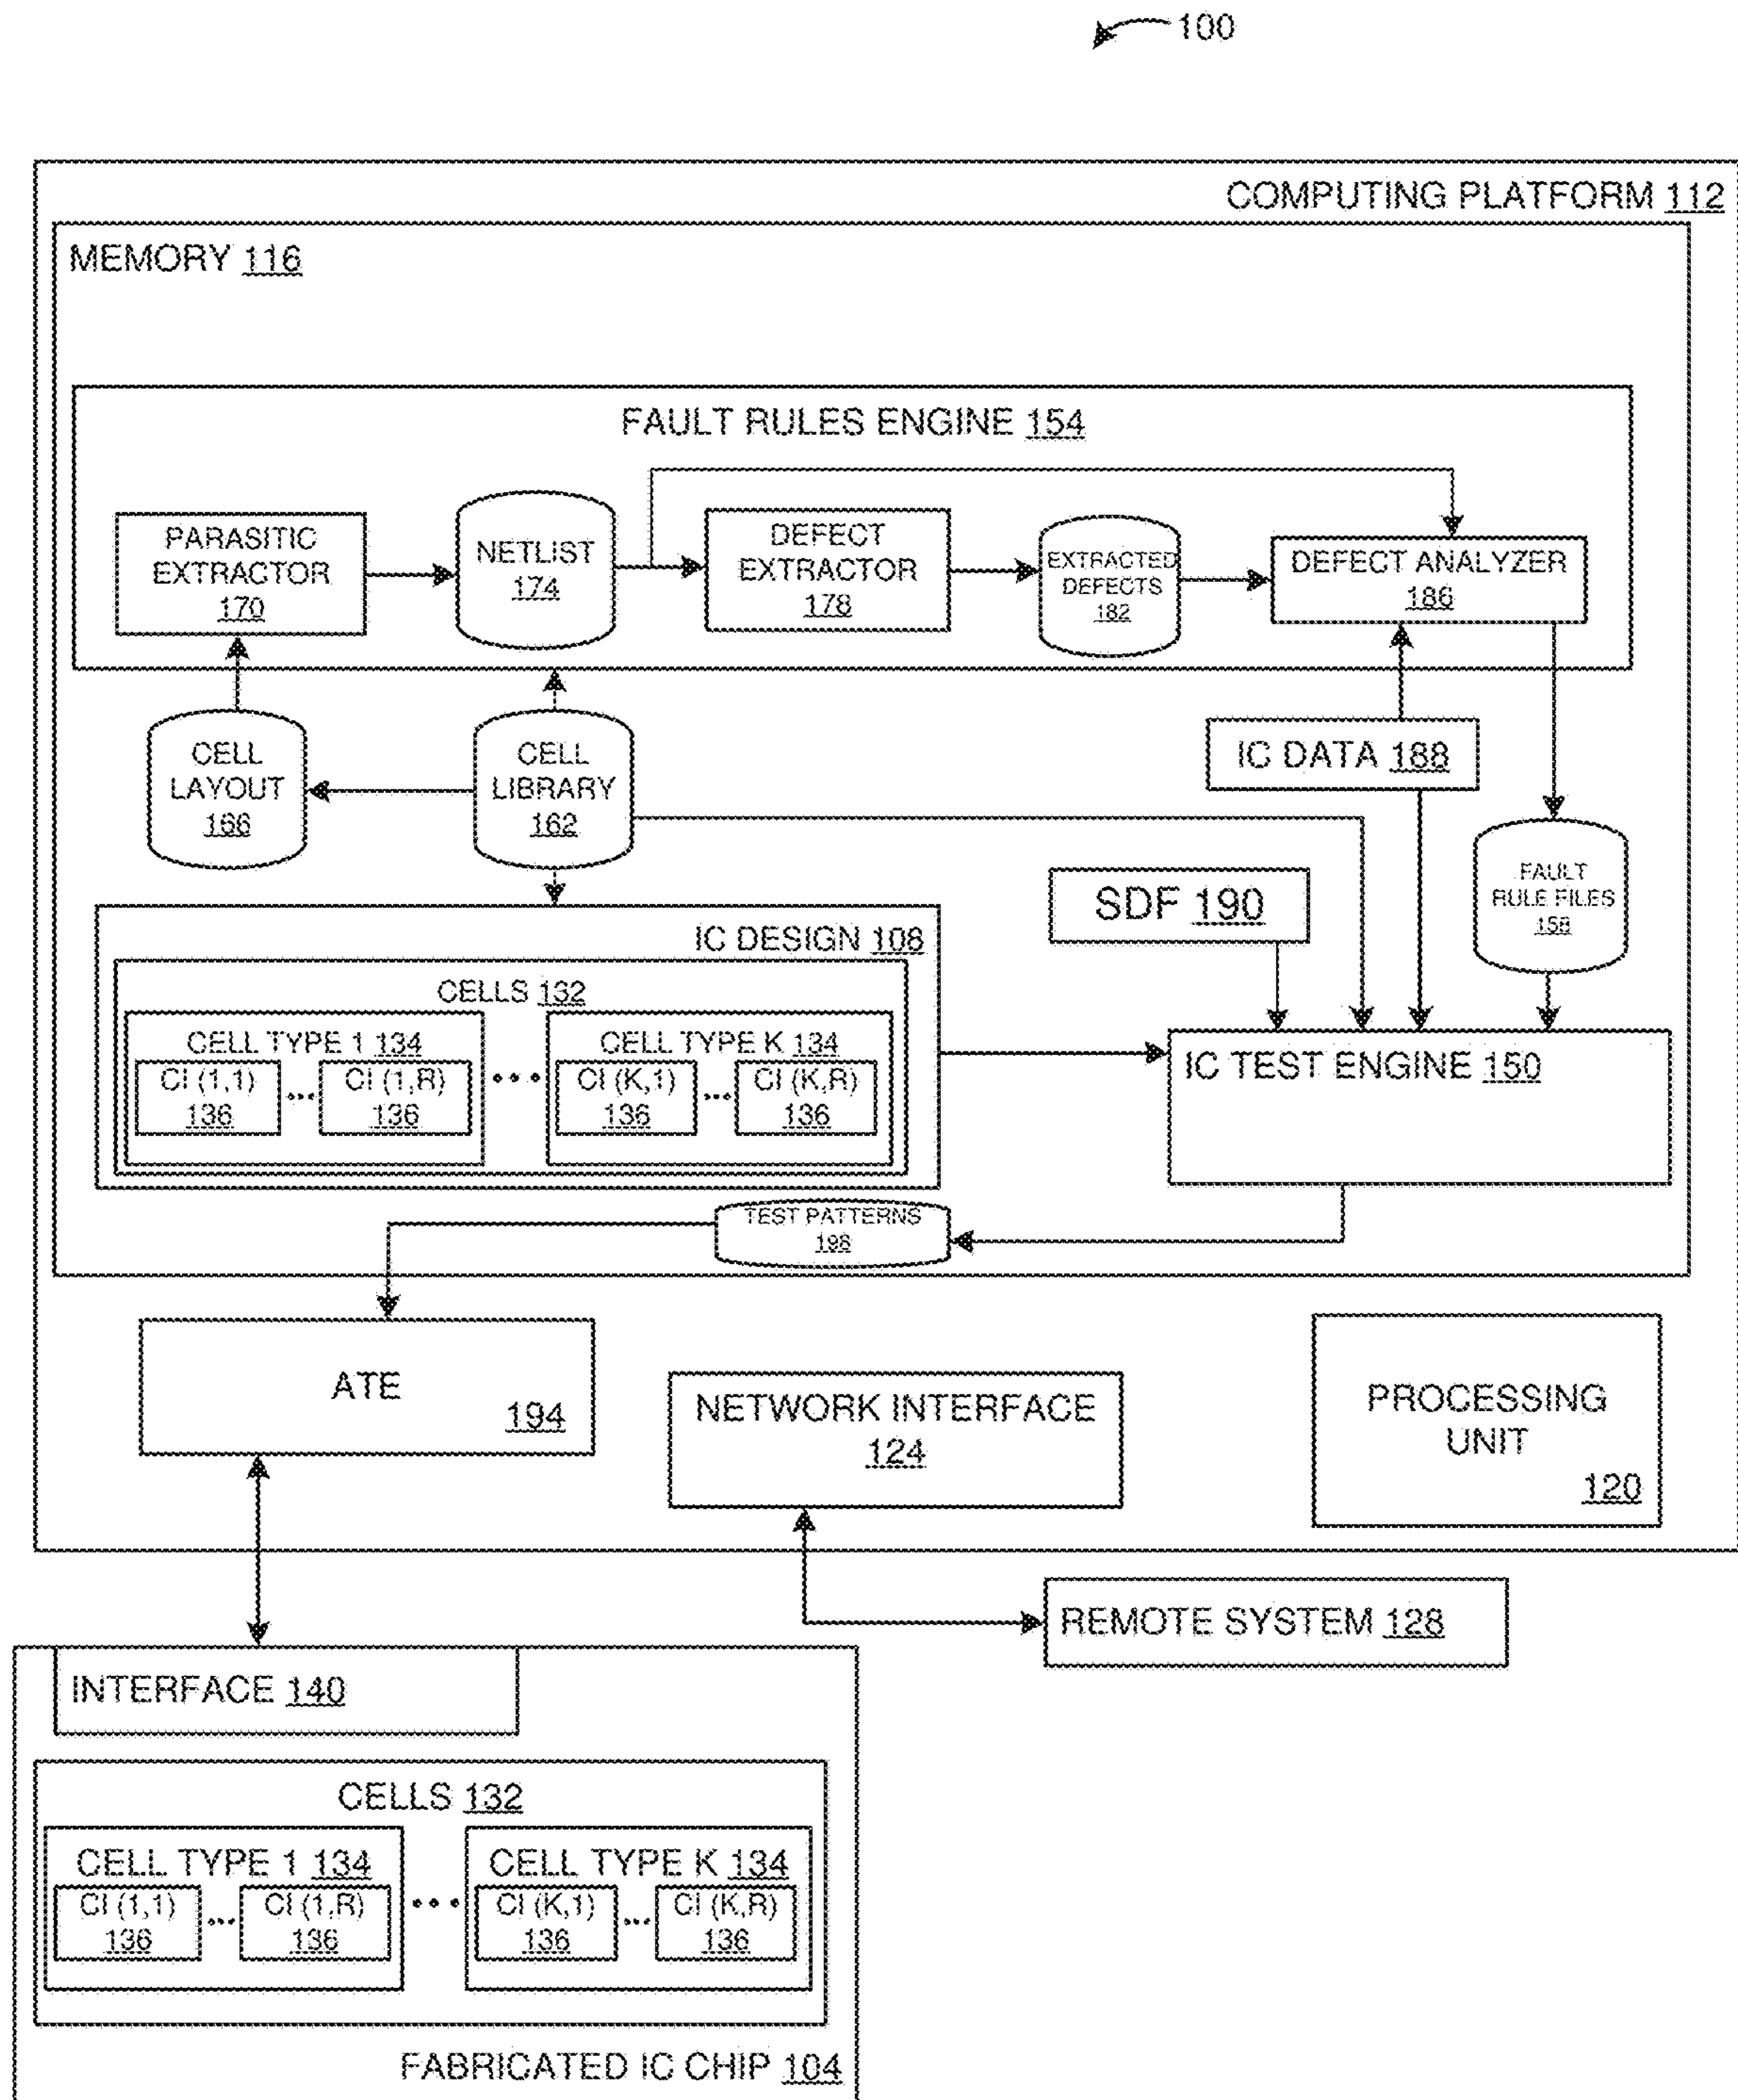 100
COMPUTING PLATFORM 112
MEMORY 116
FAULT RULES ENGINE 154
PARASITIC
EXTRACTOR
170
NETLIST
174
DEFECT
EXTRACTOR
178
EXTRACTED
DEFECTS
182
DEFECT ANALYZER
186
CELL
LAYOUT
166
CELL
LIBRARY
162
IC DATA 188
FAULT
RULE FILES
158
SDF 190
IC DESIGN 108
CELLS 132
CELL TYPE 1 134
CI (1,1)
136
...
CI (1,R)
136
...
CELL TYPE K 134
CI (K,1)
136
...
CI (K,R)
136
IC TEST ENGINE 150
TEST PATTERNS
198
ATE
194
NETWORK INTERFACE
124
PROCESSING
UNIT
120
REMOTE SYSTEM 128
INTERFACE 140
CELLS 132
CELL TYPE 1 134
CI (1,1)
136
...
CI (1,R)
136
...
CELL TYPE K 134
CI (K,1)
136
...
CI (K,R)
136
FABRICATED IC CHIP 104